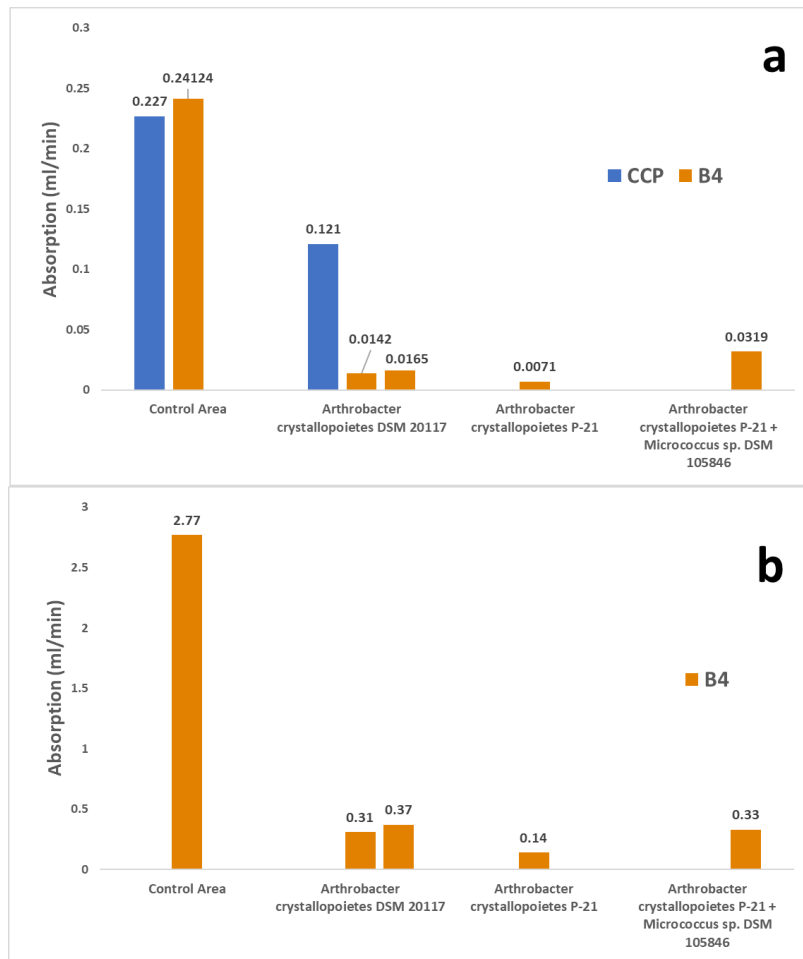 a
0.3
0.25
0.2
0.15
0.1
0.05
0
Absorption (ml/min)
0.227
0.24124
0.121
0.0142
0.0165
0.0071
0.0319
CCP B4
Control Area
Arthrobacter
crystallopoietes DSM 20117
Arthrobacter
crystallopoietes P-21
Arthrobacter
crystallopoietes P-21 +
Micrococcus sp. DSM
105846
b
3
2.5
2
1.5
1
0.5
0
Absorption (ml/min)
2.77
0.31
0.37
0.14
0.33
B4
Control Area
Arthrobacter
crystallopoietes DSM 20117
Arthrobacter
crystallopoietes P-21
Arthrobacter
crystallopoietes P-21 +
Micrococcus sp. DSM
105846